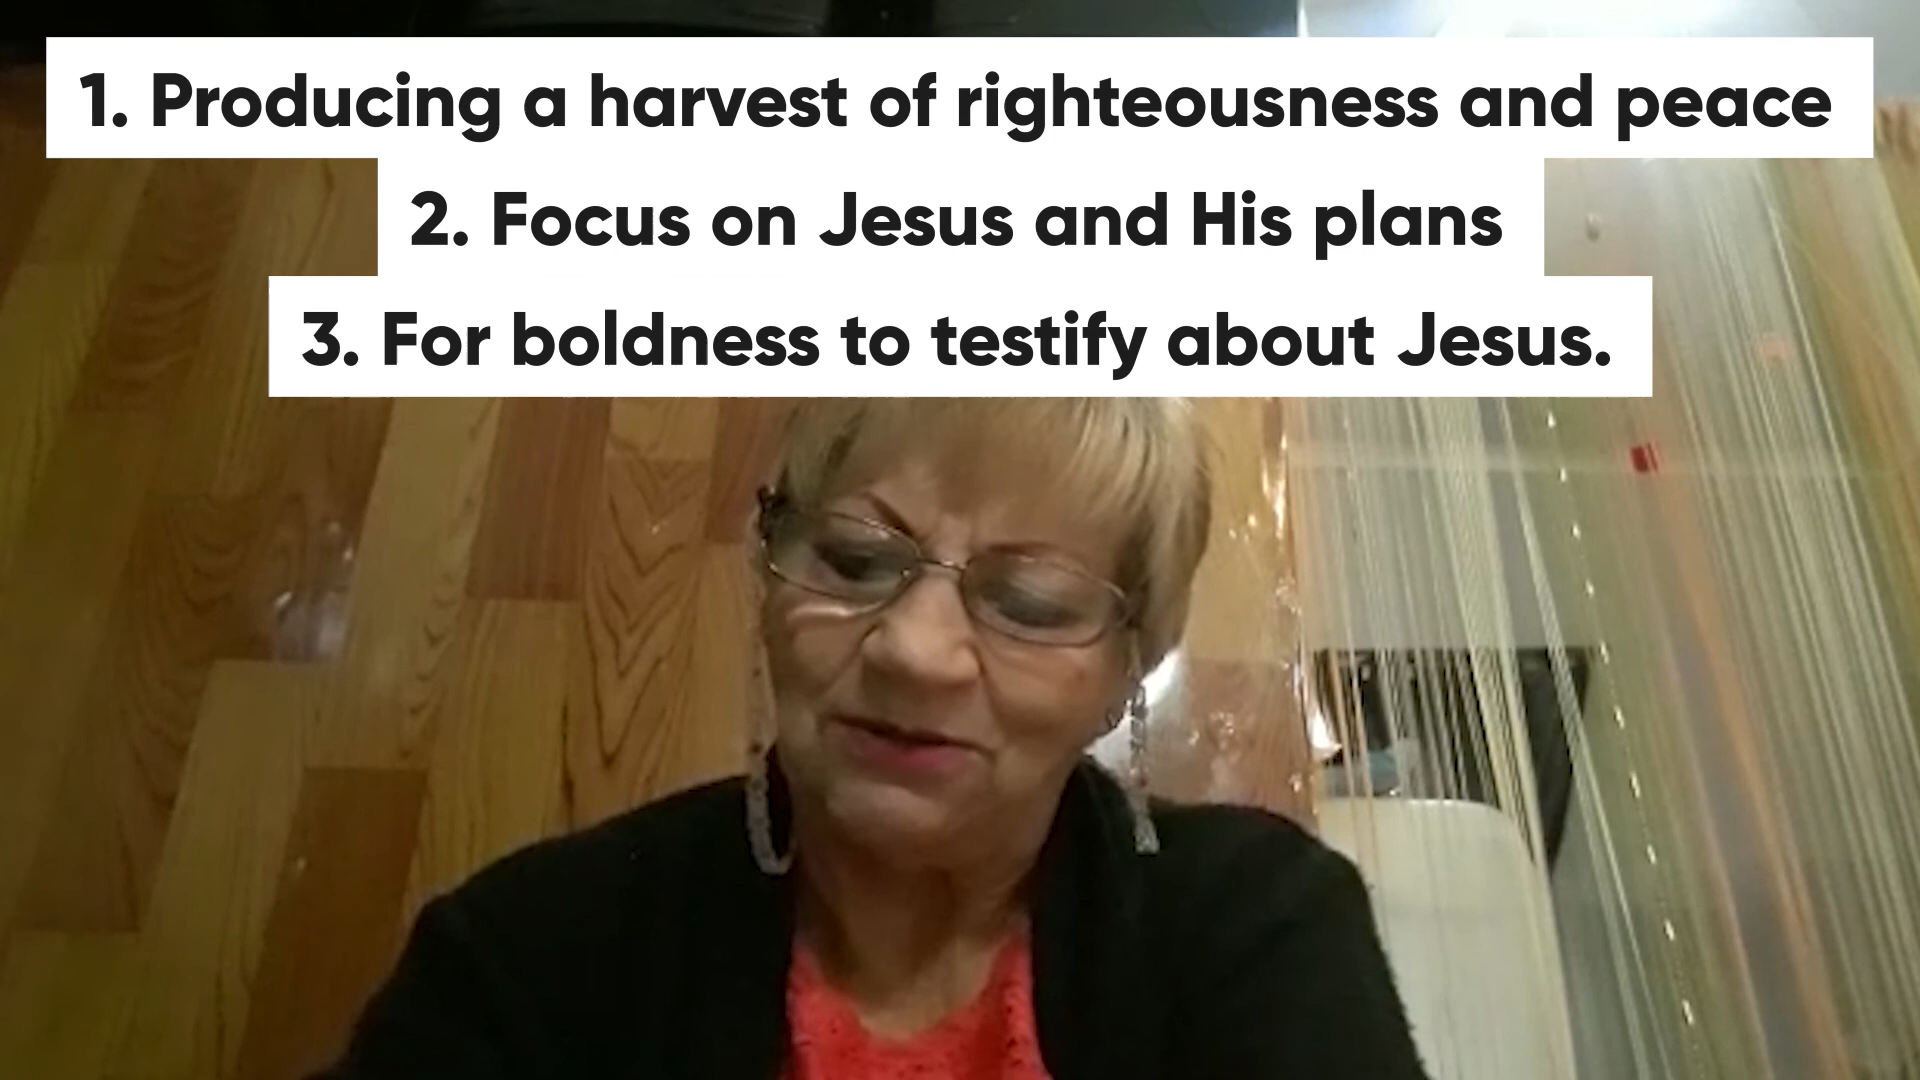 1. Producing a harvest of righteousness and peace
2. Focus on Jesus and His plans
3. For boldness to testify about Jesus.